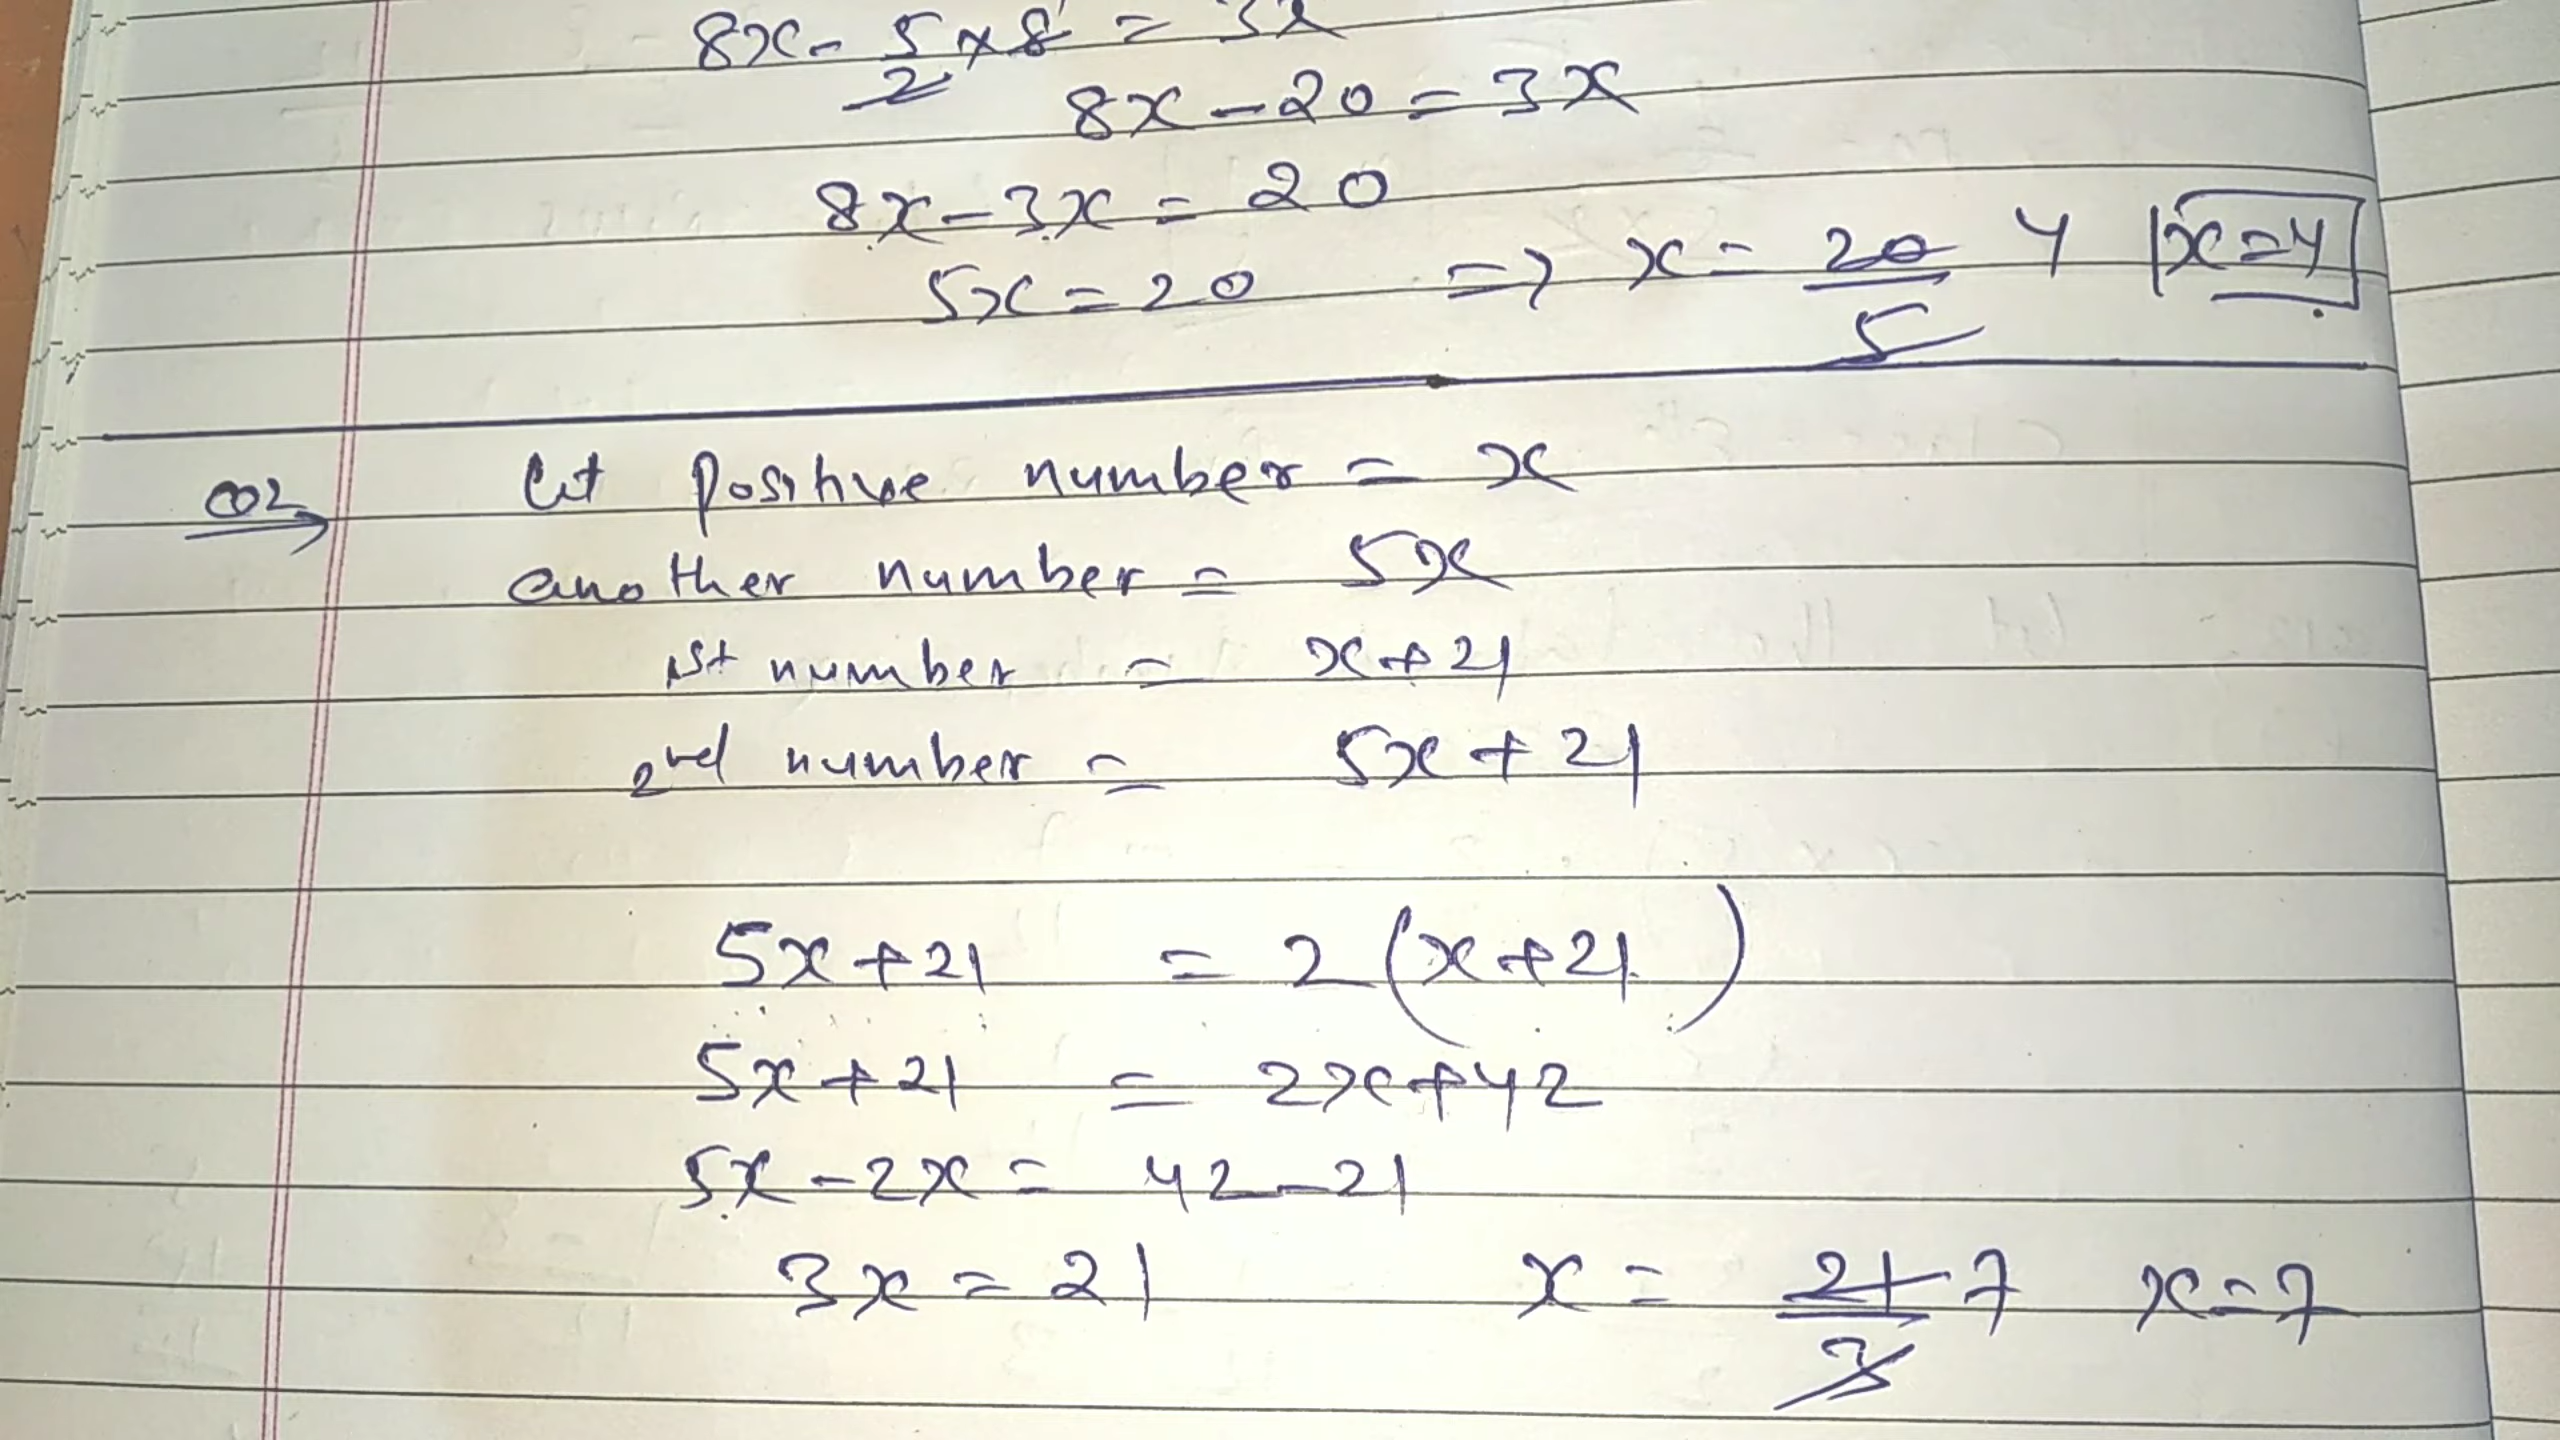 8x - 5/2 × 8 = 3x
8x - 20 = 3x
8x - 3x = 20
5x = 20 => x = 20/5 4 x = 4
Q2 → let positive number = x
another number = 5x
1st number = x + 21
2nd number = 5x + 21
5x + 21 = 2 (x + 21)
5x + 21 = 2x + 42
5x - 2x = 42 - 21
3x = 21 x = 21/3 7 x = 7